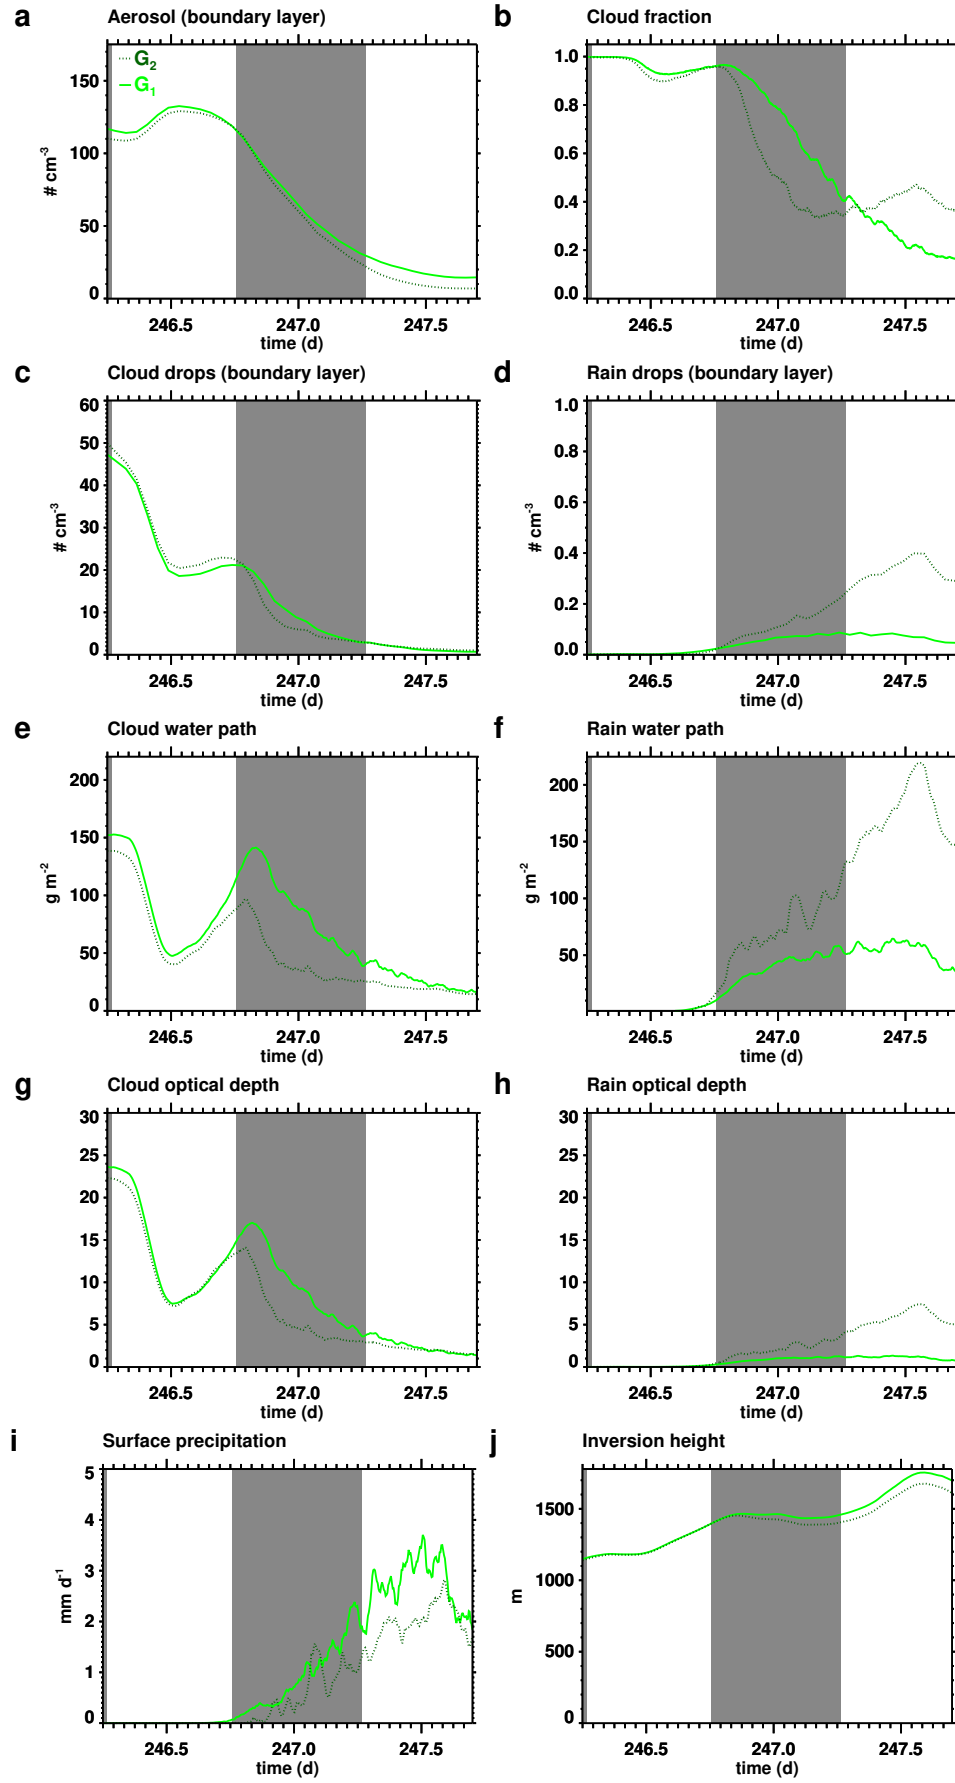 a Aerosol (boundary layer)
G2
G1
# cm-3
150
100
50
0
246.5 247.0 247.5
time (d)
b Cloud fraction
1.0
0.8
0.6
0.4
0.2
0.0
246.5 247.0 247.5
time (d)
c Cloud drops (boundary layer)
# cm-3
60
50
40
30
20
10
0
246.5 247.0 247.5
time (d)
d Rain drops (boundary layer)
# cm-3
1.0
0.8
0.6
0.4
0.2
0.0
246.5 247.0 247.5
time (d)
e Cloud water path
g m-2
200
150
100
50
0
246.5 247.0 247.5
time (d)
f Rain water path
g m-2
200
150
100
50
246.5 247.0 247.5
time (d)
g Cloud optical depth
30
25
20
15
10
5
0
246.5 247.0 247.5
time (d)
h Rain optical depth
30
25
20
15
10
5
0
246.5 247.0 247.5
time (d)
i Surface precipitation
mm d-1
5
4
3
2
1
0
246.5 247.0 247.5
time (d)
j Inversion height
m
1500
1000
500
0
246.5 247.0 247.5
time (d)